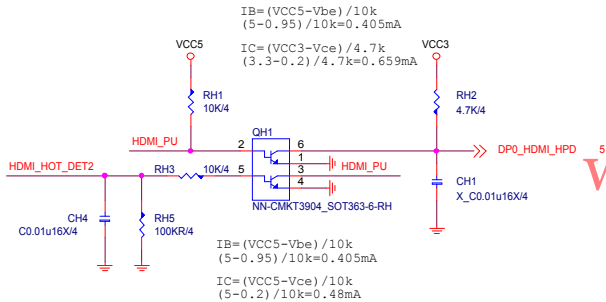 IB=(VCC5-Vbe)/10k
(5-0.95)/10k=0.405mA
IC=(VCC3-Vce)/4.7k
(3.3-0.2)/4.7k=0.659mA
VCC5
VCC3
RH1
10K/4
RH2
4.7K/4
QH1
HDMI_PU
2
6
1
DP0_HDMI_HPD
5
V
HDMI_HOT_DET2
RH3
10K/4
5
3
4
HDMI_PU
CH1
X_C0.01u16X/4
NN-CMKT3904_SOT363-6-RH
CH4
C0.01u16X/4
RH5
100KR/4
IB=(VCC5-Vbe)/10k
(5-0.95)/10k=0.405mA
IC=(VCC5-Vce)/10k
(5-0.2)/10k=0.48mA